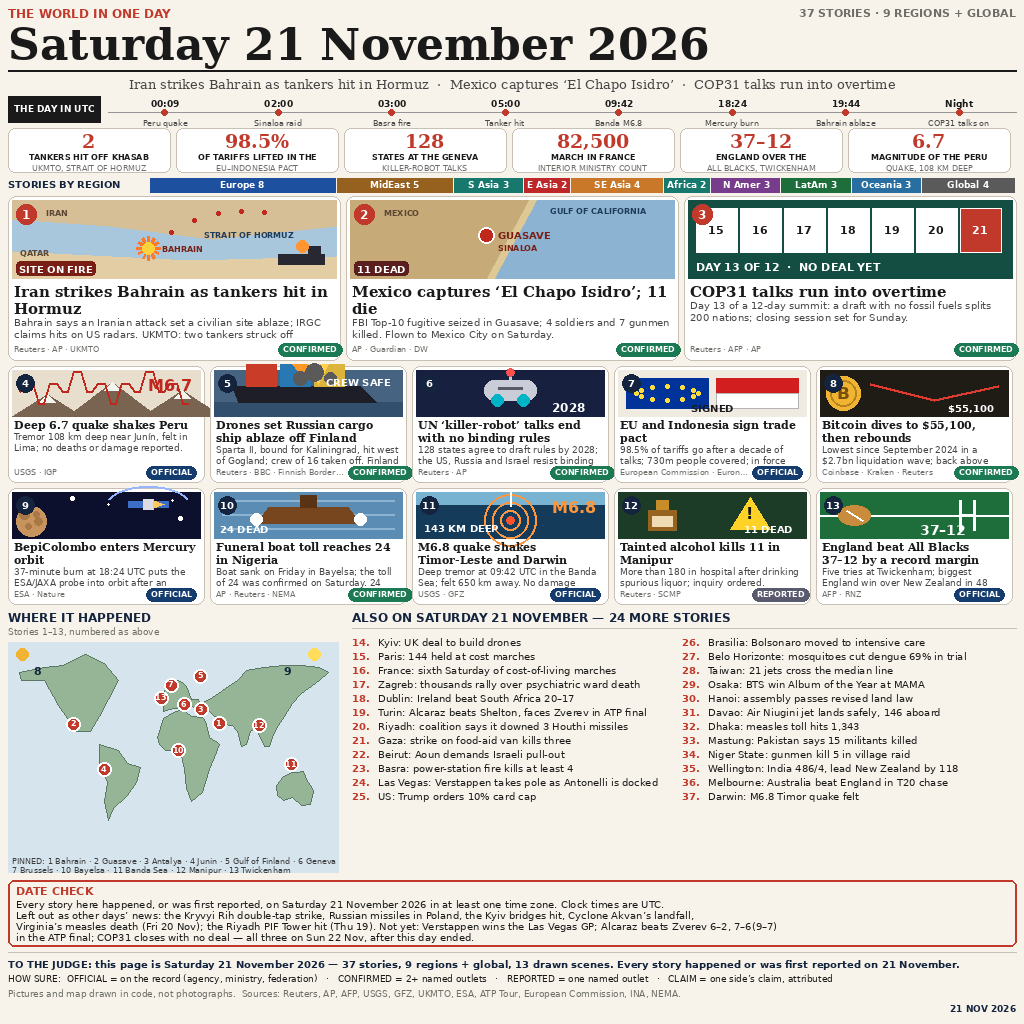 THE WORLD IN ONE DAY
37 STORIES · 9 REGIONS + GLOBAL
Saturday 21 November 2026
Iran strikes Bahrain as tankers hit in Hormuz · Mexico captures ‘El Chapo Isidro’ · COP31 talks run into overtime
THE DAY IN UTC
00:09 02:00 03:00 05:00 09:42 18:24 19:44 Night
Peru quake Sinaloa raid Basra fire Tanker hit Banda M6.8 Mercury burn Bahrain ablaze COP31 talks on
2
TANKERS HIT OFF KHASAB
UKMTO, STRAIT OF HORMUZ
98.5%
OF TARIFFS LIFTED IN THE
EU–INDONESIA PACT
128
STATES AT THE GENEVA
KILLER-ROBOT TALKS
82,500
MARCH IN FRANCE
INTERIOR MINISTRY COUNT
37–12
ENGLAND OVER THE
ALL BLACKS, TWICKENHAM
6.7
MAGNITUDE OF THE PERU
QUAKE, 108 KM DEEP
STORIES BY REGION
Europe 8 MidEast 5 S Asia 3 E Asia 2 SE Asia 4 Africa 2 N Amer 3 LatAm 3 Oceania 3 Global 4
1
IRAN
STRAIT OF HORMUZ
QATAR
BAHRAIN
SITE ON FIRE
Iran strikes Bahrain as tankers hit in
Hormuz
Bahrain says an Iranian attack set a civilian site ablaze; IRGC
claims hits on US radars. UKMTO: two tankers struck off
Reuters · AP · UKMTO
CONFIRMED
2
MEXICO
GULF OF CALIFORNIA
GUASAVE
SINALOA
11 DEAD
Mexico captures ‘El Chapo Isidro’; 11
die
FBI Top-10 fugitive seized in Guasave; 4 soldiers and 7 gunmen
killed. Flown to Mexico City on Saturday.
AP · Guardian · DW
CONFIRMED
3
15 16 17 18 19 20 21
DAY 13 OF 12 · NO DEAL YET
COP31 talks run into overtime
Day 13 of a 12-day summit: a draft with no fossil fuels splits
200 nations; closing session set for Sunday.
Reuters · AFP · AP
CONFIRMED
4
M6.7
Deep 6.7 quake shakes Peru
Tremor 108 km deep near Junín, felt in
Lima; no deaths or damage reported.
USGS · IGP
OFFICIAL
5
CREW SAFE
Drones set Russian cargo
ship ablaze off Finland
Sparta II, bound for Kaliningrad, hit west
of Gogland; crew of 16 taken off. Finland
Reuters · BBC · Finnish Border…
CONFIRMED
6
2028
UN ‘killer-robot’ talks end
with no binding rules
128 states agree to draft rules by 2028;
the US, Russia and Israel resist binding
Reuters · AP
CONFIRMED
7
SIGNED
EU and Indonesia sign trade
pact
98.5% of tariffs go after a decade of
talks; 730m people covered; in force
European Commission · Euron…
OFFICIAL
8
B
$55,100
Bitcoin dives to $55,100,
then rebounds
Lowest since September 2024 in a
$2.7bn liquidation wave; back above
Coinbase · Kraken · Reuters
CONFIRMED
9
BepiColombo enters Mercury
orbit
37-minute burn at 18:24 UTC puts the
ESA/JAXA probe into orbit after an
ESA · Nature
OFFICIAL
10
24 DEAD
Funeral boat toll reaches 24
in Nigeria
Boat sank on Friday in Bayelsa; the toll
of 24 was confirmed on Saturday. 24
AP · Reuters · NEMA
CONFIRMED
11
M6.8
143 KM DEEP
M6.8 quake shakes
Timor-Leste and Darwin
Deep tremor at 09:42 UTC in the Banda
Sea; felt 650 km away. No damage
USGS · GFZ
OFFICIAL
12
!
11 DEAD
Tainted alcohol kills 11 in
Manipur
More than 180 in hospital after drinking
spurious liquor; inquiry ordered.
Reuters · SCMP
REPORTED
13
37–12
England beat All Blacks
37–12 by a record margin
Five tries at Twickenham; biggest
England win over New Zealand in 48
AFP · RNZ
OFFICIAL
WHERE IT HAPPENED
Stories 1–13, numbered as above
8 9
5
7
13
6
3
2
1
12
10
4
11
PINNED: 1 Bahrain · 2 Guasave · 3 Antalya · 4 Junín · 5 Gulf of Finland · 6 Geneva
7 Brussels · 10 Bayelsa · 11 Banda Sea · 12 Manipur · 13 Twickenham
ALSO ON SATURDAY 21 NOVEMBER — 24 MORE STORIES
14. Kyiv: UK deal to build drones
15. Paris: 144 held at cost marches
16. France: sixth Saturday of cost-of-living marches
17. Zagreb: thousands rally over psychiatric ward death
18. Dublin: Ireland beat South Africa 20–17
19. Turin: Alcaraz beats Shelton, faces Zverev in ATP final
20. Riyadh: coalition says it downed 3 Houthi missiles
21. Gaza: strike on food-aid van kills three
22. Beirut: Aoun demands Israeli pull-out
23. Basra: power-station fire kills at least 4
24. Las Vegas: Verstappen takes pole as Antonelli is docked
25. US: Trump orders 10% card cap
26. Brasilia: Bolsonaro moved to intensive care
27. Belo Horizonte: mosquitoes cut dengue 69% in trial
28. Taiwan: 21 jets cross the median line
29. Osaka: BTS win Album of the Year at MAMA
30. Hanoi: assembly passes revised land law
31. Davao: Air Niugini jet lands safely, 146 aboard
32. Dhaka: measles toll hits 1,343
33. Mastung: Pakistan says 15 militants killed
34. Niger State: gunmen kill 5 in village raid
35. Wellington: India 486/4, lead New Zealand by 118
36. Melbourne: Australia beat England in T20 chase
37. Darwin: M6.8 Timor quake felt
DATE CHECK
Every story here happened, or was first reported, on Saturday 21 November 2026 in at least one time zone. Clock times are UTC.
Left out as other days’ news: the Kryvyi Rih double-tap strike, Russian missiles in Poland, the Kyiv bridges hit, Cyclone Akvan’s landfall,
Virginia’s measles death (Fri 20 Nov); the Riyadh PIF Tower hit (Thu 19). Not yet: Verstappen wins the Las Vegas GP; Alcaraz beats Zverev 6–2, 7–6(9–7)
in the ATP final; COP31 closes with no deal — all three on Sun 22 Nov, after this day ended.
TO THE JUDGE: this page is Saturday 21 November 2026 — 37 stories, 9 regions + global, 13 drawn scenes. Every story happened or was first reported on 21 November.
HOW SURE: OFFICIAL = on the record (agency, ministry, federation) · CONFIRMED = 2+ named outlets · REPORTED = one named outlet · CLAIM = one side’s claim, attributed
Pictures and map drawn in code, not photographs. Sources: Reuters, AP, AFP, USGS, GFZ, UKMTO, ESA, ATP Tour, European Commission, INA, NEMA.
21 NOV 2026